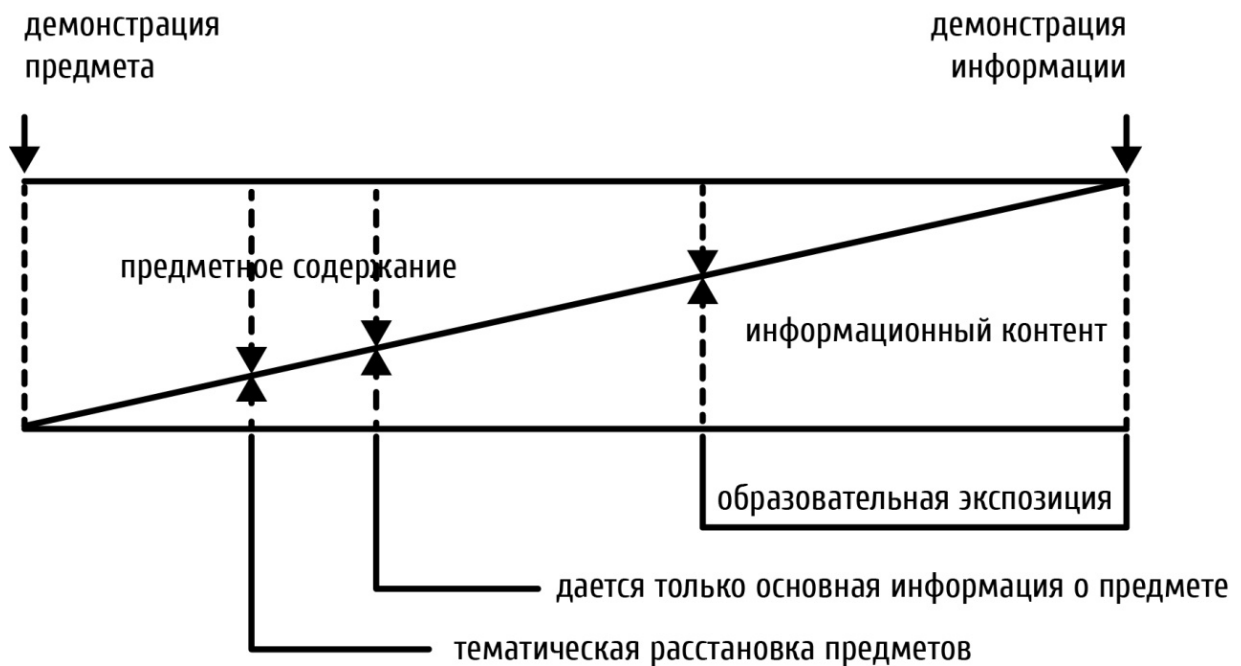 демонстрация
предмета
демонстрация
информации
предметное содержание
информационный контент
образовательная экспозиция
дается только основная информация о предмете
тематическая расстановка предметов